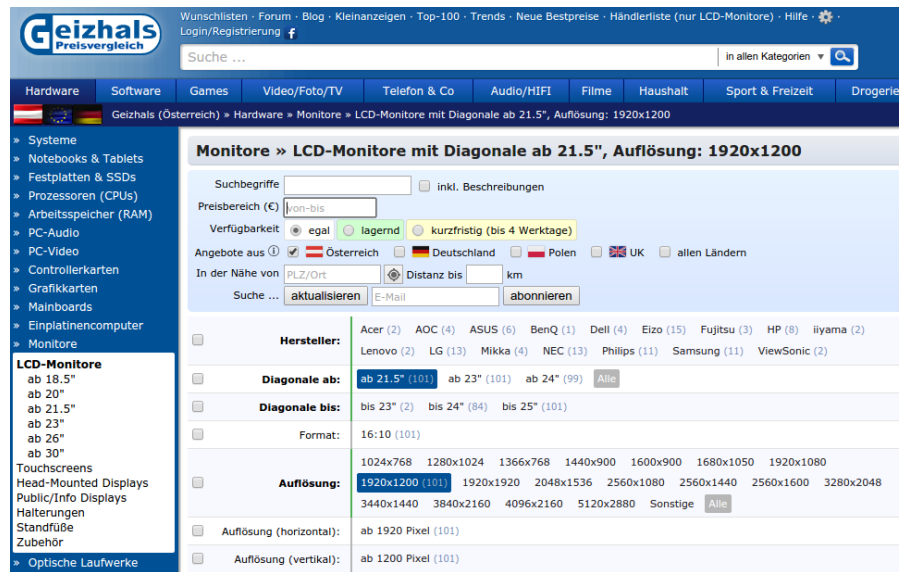 Geizhals
Preisvergleich
Wunschlisten · Forum · Blog · Kleinanzeigen · Top-100 · Trends · Neue Bestpreise · Händlerliste (nur LCD-Monitore) · Hilfe ·
Login/Registrierung f
Suche ...
in allen Kategorien
Hardware Software Games Video/Foto/TV Telefon & Co Audio/HIFI Filme Haushalt Sport & Freizeit Drogerie
Geizhals (Österreich) » Hardware » Monitore » LCD-Monitore mit Diagonale ab 21.5", Auflösung: 1920x1200
» Systeme
» Notebooks & Tablets
» Festplatten & SSDs
» Prozessoren (CPUs)
» Arbeitsspeicher (RAM)
» PC-Audio
» PC-Video
» Controllerkarten
» Grafikkarten
» Mainboards
» Einplatinencomputer
» Monitore
LCD-Monitore
ab 18.5"
ab 20"
ab 21.5"
ab 23"
ab 26"
ab 30"
Touchscreens
Head-Mounted Displays
Public/Info Displays
Halterungen
Standfüße
Zubehör
» Optische Laufwerke
Monitore » LCD-Monitore mit Diagonale ab 21.5", Auflösung: 1920x1200
Suchbegriffe inkl. Beschreibungen
Preisbereich (€) von-bis
Verfügbarkeit egal lagernd kurzfristig (bis 4 Werktage)
Angebote aus Österreich Deutschland Polen UK allen Ländern
In der Nähe von PLZ/Ort Distanz bis km
Suche ... aktualisieren E-Mail abonnieren
Hersteller: Acer (2) AOC (4) ASUS (6) BenQ (1) Dell (4) Eizo (15) Fujitsu (3) HP (8) iiyama (2)
Lenovo (2) LG (13) Mikka (4) NEC (13) Philips (11) Samsung (11) ViewSonic (2)
Diagonale ab: ab 21.5" (101) ab 23" (101) ab 24" (99) Alle
Diagonale bis: bis 23" (2) bis 24" (84) bis 25" (101)
Format: 16:10 (101)
Auflösung: 1024x768 1280x1024 1366x768 1440x900 1600x900 1680x1050 1920x1080
1920x1200 (101) 1920x1920 2048x1536 2560x1080 2560x1440 2560x1600 3280x2048
3440x1440 3840x2160 4096x2160 5120x2880 Sonstige Alle
Auflösung (horizontal): ab 1920 Pixel (101)
Auflösung (vertikal): ab 1200 Pixel (101)